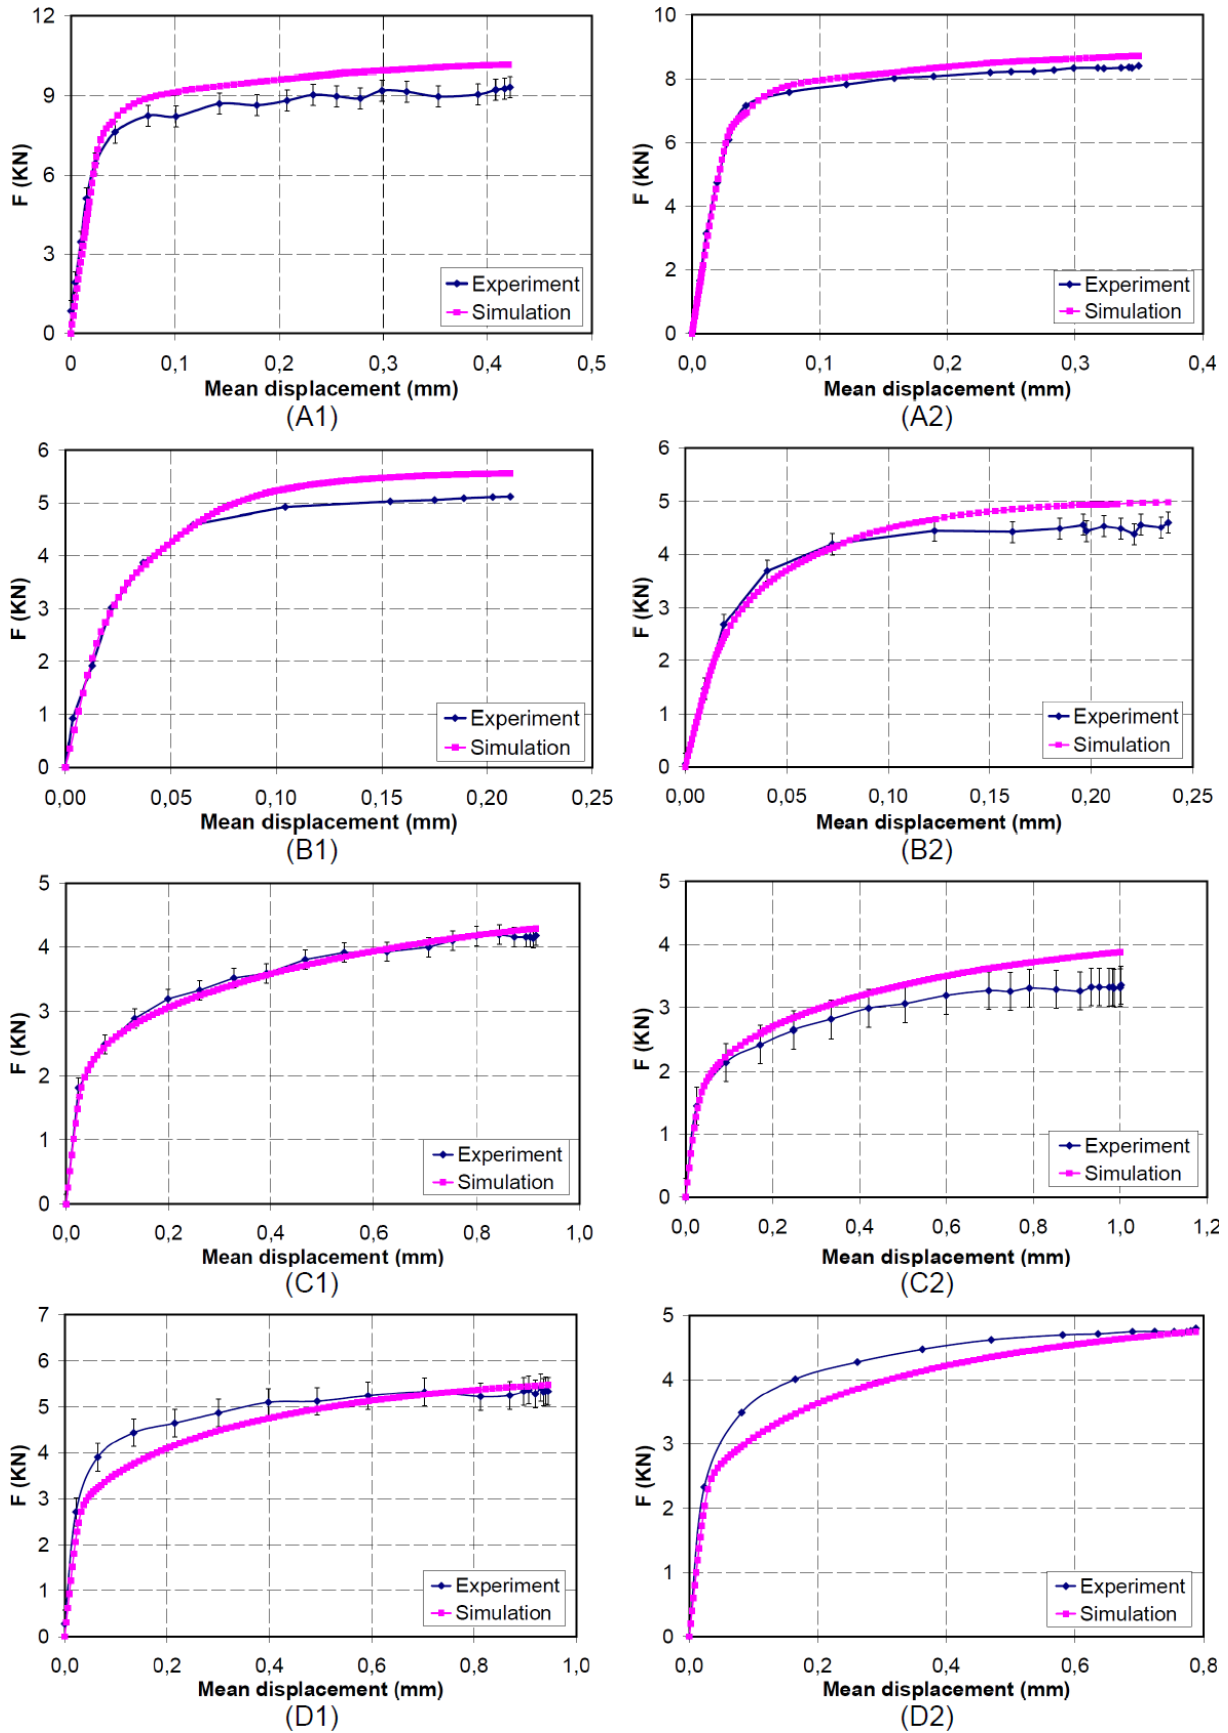 12
9
6
3
0
F (KN)
Experiment
Simulation
0 0,1 0,2 0,3 0,4 0,5
Mean displacement (mm)
(A1)
10
8
6
4
2
0
F (KN)
Experiment
Simulation
0 0,1 0,2 0,3 0,4
Mean displacement (mm)
(A2)
6
5
4
3
2
1
0
F (KN)
Experiment
Simulation
0,00 0,05 0,10 0,15 0,20 0,25
Mean displacement (mm)
(B1)
6
5
4
3
2
1
0
F (KN)
Experiment
Simulation
0,00 0,05 0,10 0,15 0,20 0,25
Mean displacement (mm)
(B2)
5
4
3
2
1
0
F (KN)
Experiment
Simulation
0,0 0,2 0,4 0,6 0,8 1,0
Mean displacement (mm)
(C1)
5
4
3
2
1
0
F (KN)
Experiment
Simulation
0,0 0,2 0,4 0,6 0,8 1,0 1,2
Mean displacement (mm)
(C2)
7
6
5
4
3
2
1
0
F (KN)
Experiment
Simulation
0,0 0,2 0,4 0,6 0,8 1,0
Mean displacement (mm)
(D1)
5
4
3
2
1
0
F (KN)
Experiment
Simulation
0,0 0,2 0,4 0,6 0,8
Mean displacement (mm)
(D2)